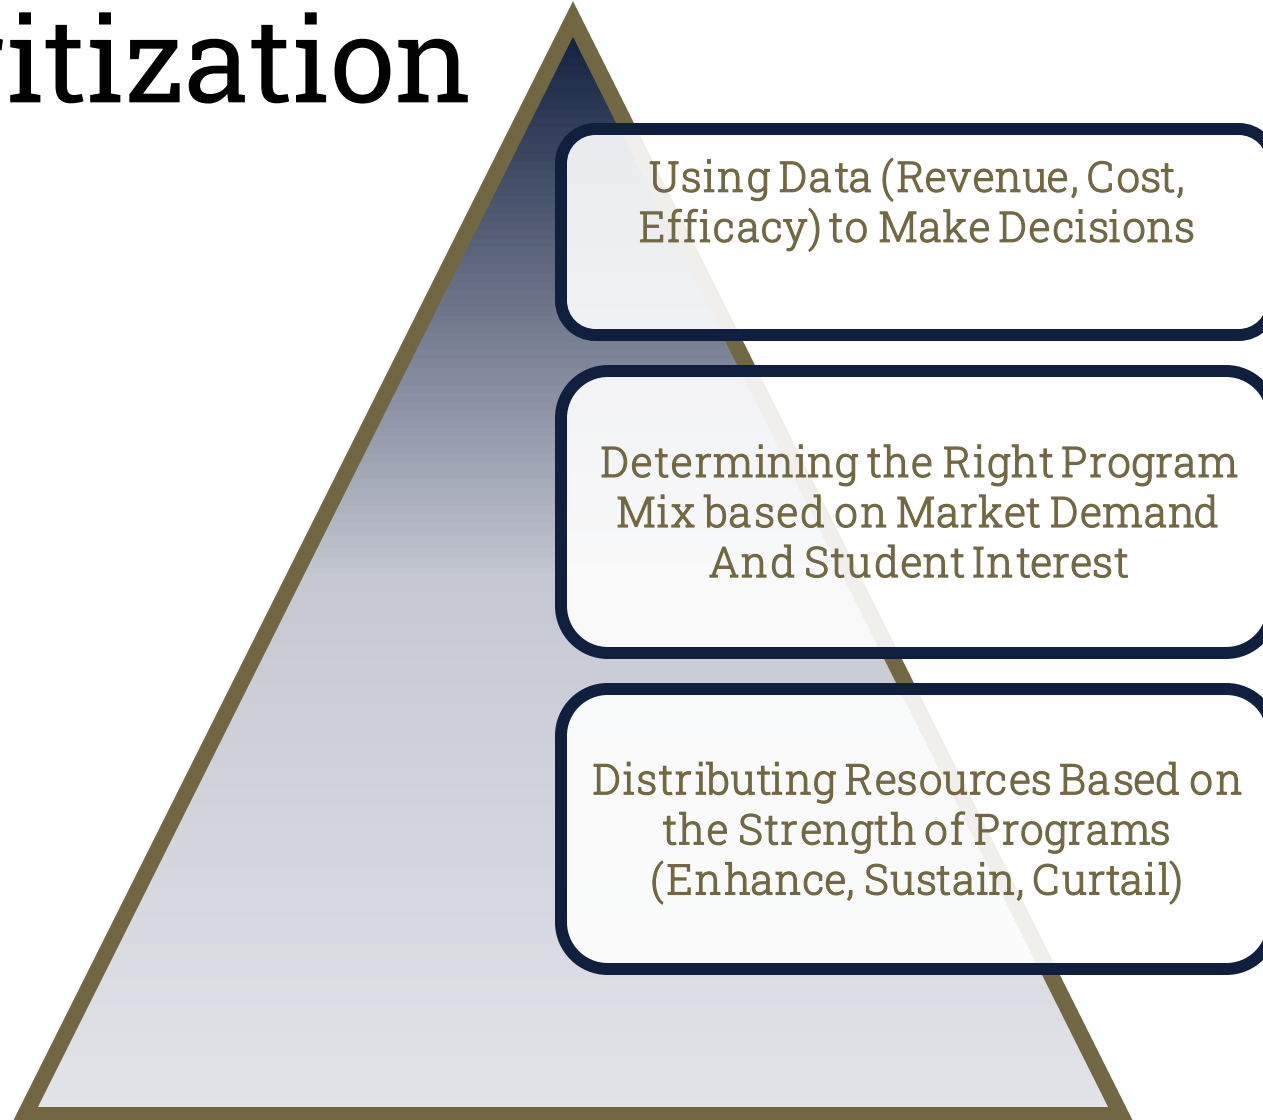 ritization
Using Data (Revenue, Cost,
Efficacy) to Make Decisions
Determining the Right Program
Mix based on Market Demand
And Student Interest
Distributing Resources Based on
the Strength of Programs
(Enhance, Sustain, Curtail)